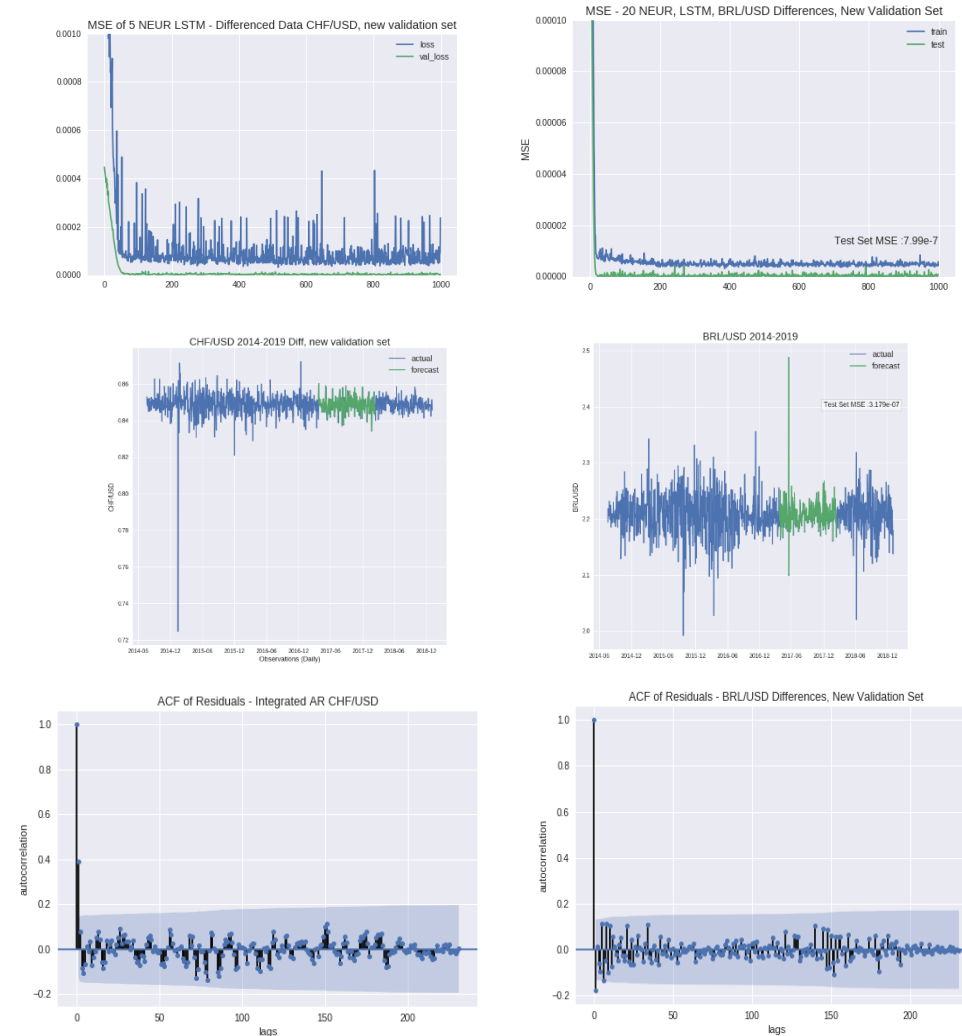 MSE of 5 NEUR LSTM - Differenced Data CHF/USD, new validation set
0.0010
0.0008
0.0006
0.0004
0.0002
0.0000
0 200 400 600 800 1000
loss
val_loss
MSE - 20 NEUR, LSTM, BRL/USD Differences, New Validation Set
0.00010
0.00008
0.00006
0.00004
0.00002
0.00000
MSE
0 200 400 600 800 1000
train
test
Test Set MSE :7.99e-7
CHF/USD 2014-2019 Diff, new validation set
actual
forecast
0.86
0.84
0.82
0.80
0.78
0.76
0.74
0.72
CHF/USD
2014-06 2014-12 2015-06 2015-12 2016-06 2016-12 2017-06 2017-12 2018-06 2018-12
Observations (Daily)
BRL/USD 2014-2019
actual
forecast
Test Set MSE :3.179e-07
2.5
2.4
2.3
2.2
2.1
2.0
BRL/USD
2014-06 2014-12 2015-06 2015-12 2016-06 2016-12 2017-06 2017-12 2018-06 2018-12
ACF of Residuals - Integrated AR CHF/USD
1.0
0.8
0.6
0.4
0.2
0.0
−0.2
autocorrelation
0 50 100 150 200
lags
ACF of Residuals - BRL/USD Differences, New Validation Set
1.0
0.8
0.6
0.4
0.2
0.0
−0.2
autocorrelation
0 50 100 150 200
lags